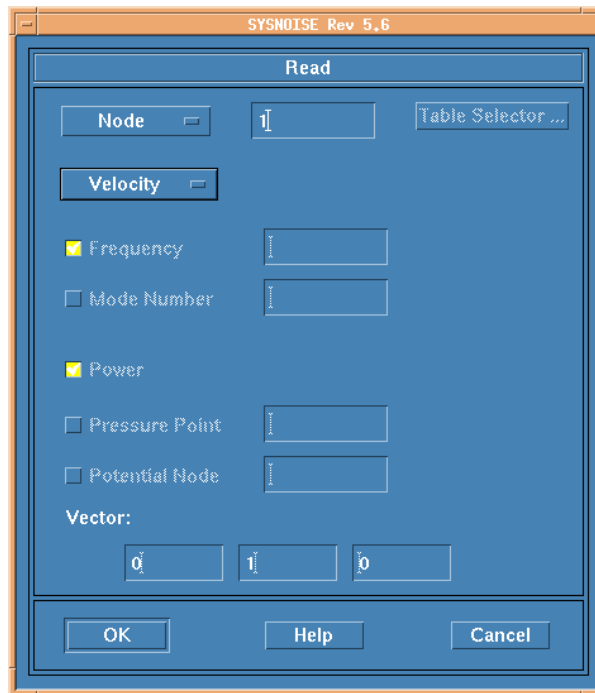 SYSNOISE Rev 5.6
Read
Node 1 Table Selector ...
Velocity
Frequency
Mode Number
Power
Pressure Point
Potential Node
Vector:
0 1 0
OK Help Cancel